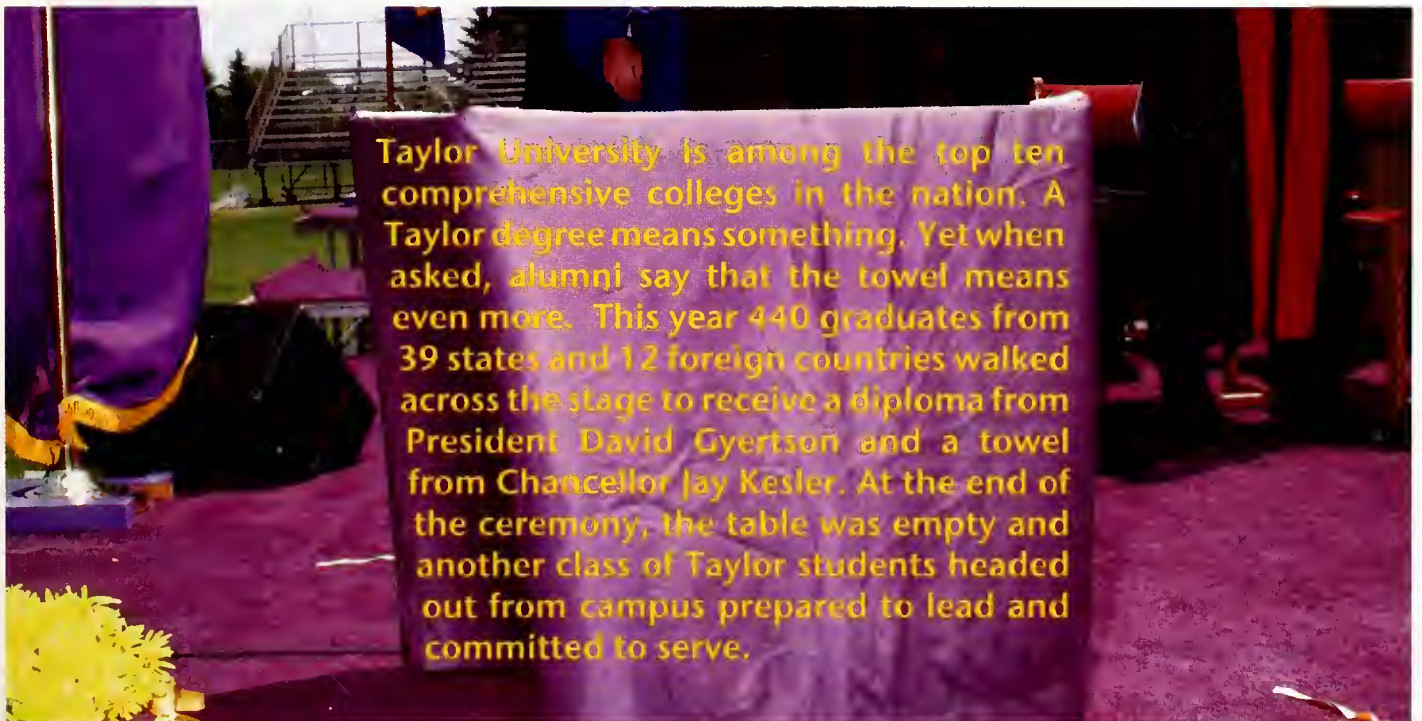 Taylor University is among the top ten
comprehensive colleges in the nation. A
Taylor degree means something. Yet when
asked, alumni say that the towel means
even more. This year 440 graduates from
39 states and 12 foreign countries walked
across the stage to receive a diploma from
President David Gyertson and a towel
from Chancellor Jay Kesler. At the end of
the ceremony, the table was empty and
another class of Taylor students headed
out from campus prepared to lead and
committed to serve.